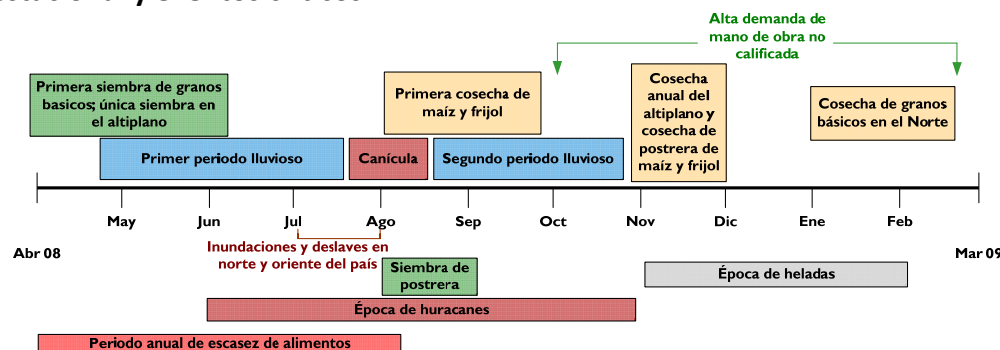 Alta demanda de
mano de obra no
calificada
Primera siembra de granos
basicos; única siembra en
el altiplano
Primera cosecha de
maíz y frijol
Cosecha
anual del
altiplano y
cosecha de
postrera de
maíz y frijol
Cosecha de granos
básicos en el Norte
Primer periodo lluvioso
Canícula
Segundo periodo lluvioso
May
Jun
Jul
Ago
Sep
Oct
Nov
Dic
Ene
Feb
Abr 08
Mar 09
Inundaciones y deslaves en
norte y oriente del país
Siembra de
postrera
Época de heladas
Época de huracanes
Periodo anual de escasez de alimentos